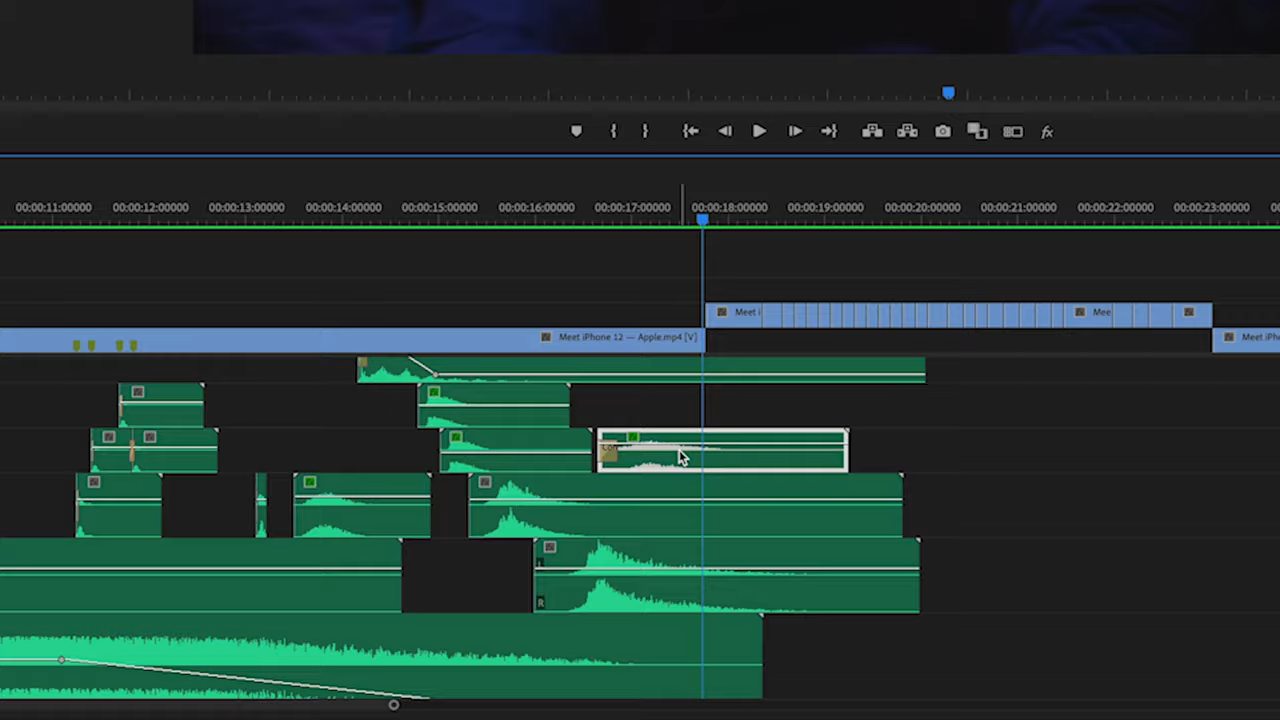 fx
00:00:11:00000 00:00:12:00000 00:00:13:00000 00:00:14:00000 00:00:15:00000 00:00:16:00000 00:00:17:00000 00:00:18:00000 00:00:19:00000 00:00:20:00000 00:00:21:00000 00:00:22:00000 00:00:23:00000
Meet i Mee
Meet iPhone 12 — Apple.mp4 [V] Meet iPh
R